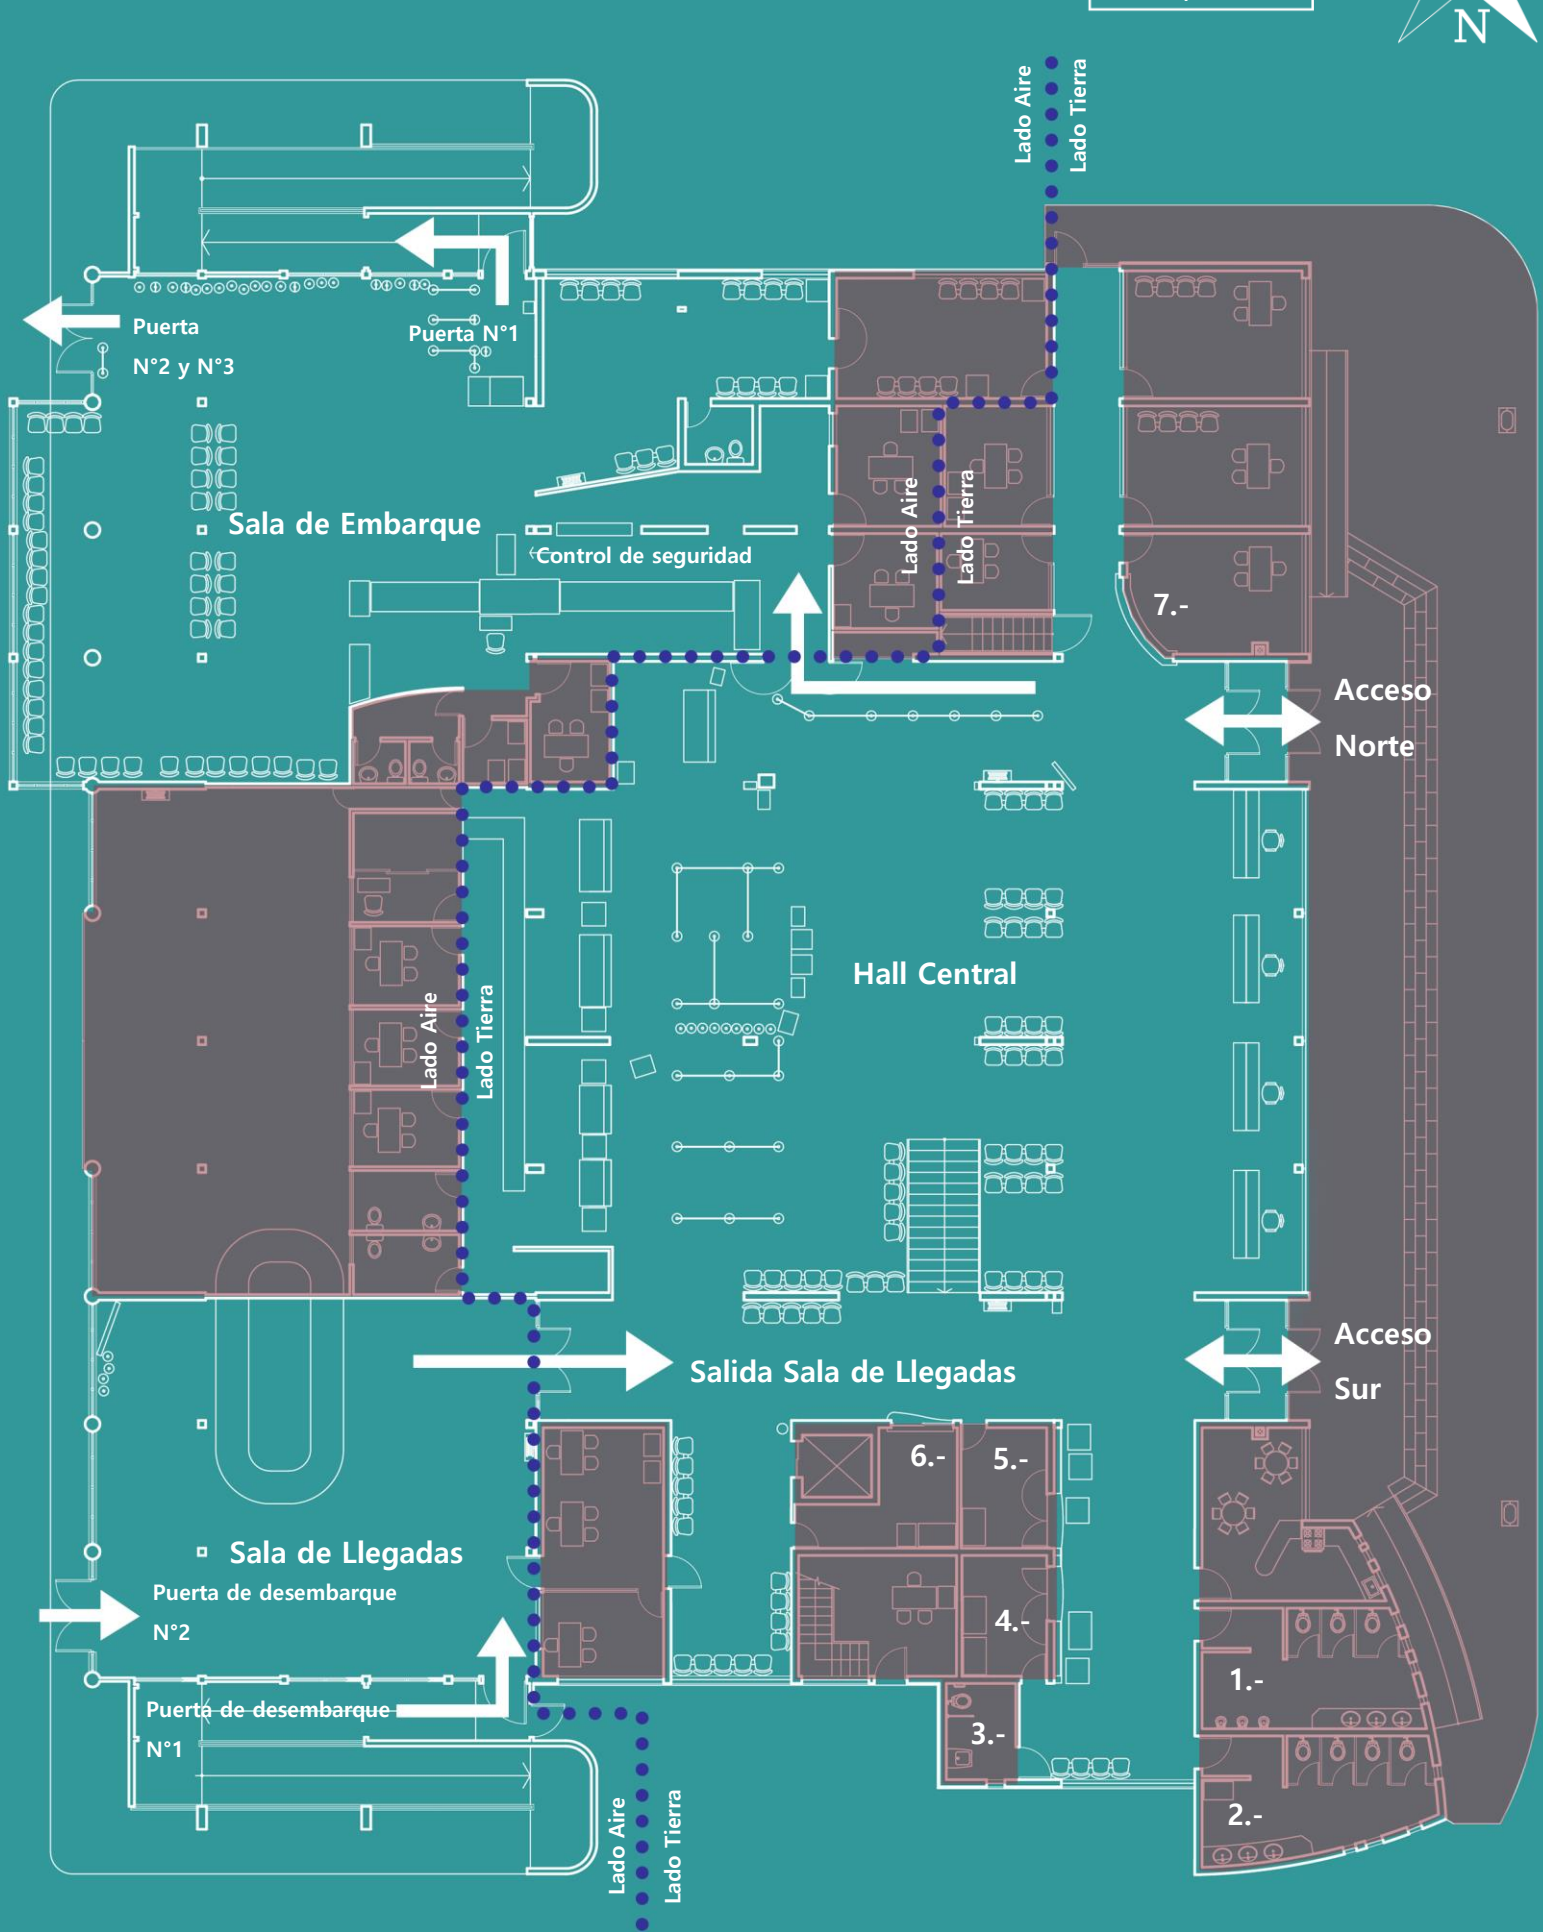 N
Lado Aire
Lado Tierra
Puerta
N°2 y N°3
Puerta N°1
Sala de Embarque
Control de seguridad
Lado Aire
Lado Tierra
7.-
Acceso
Norte
Hall Central
Lado Aire
Lado Tierra
Acceso
Sur
Salida Sala de Llegadas
6.-
5.-
Sala de Llegadas
Puerta de desembarque
N°2
4.-
1.-
Puerta de desembarque
N°1
3.-
2.-
Lado Aire
Lado Tierra